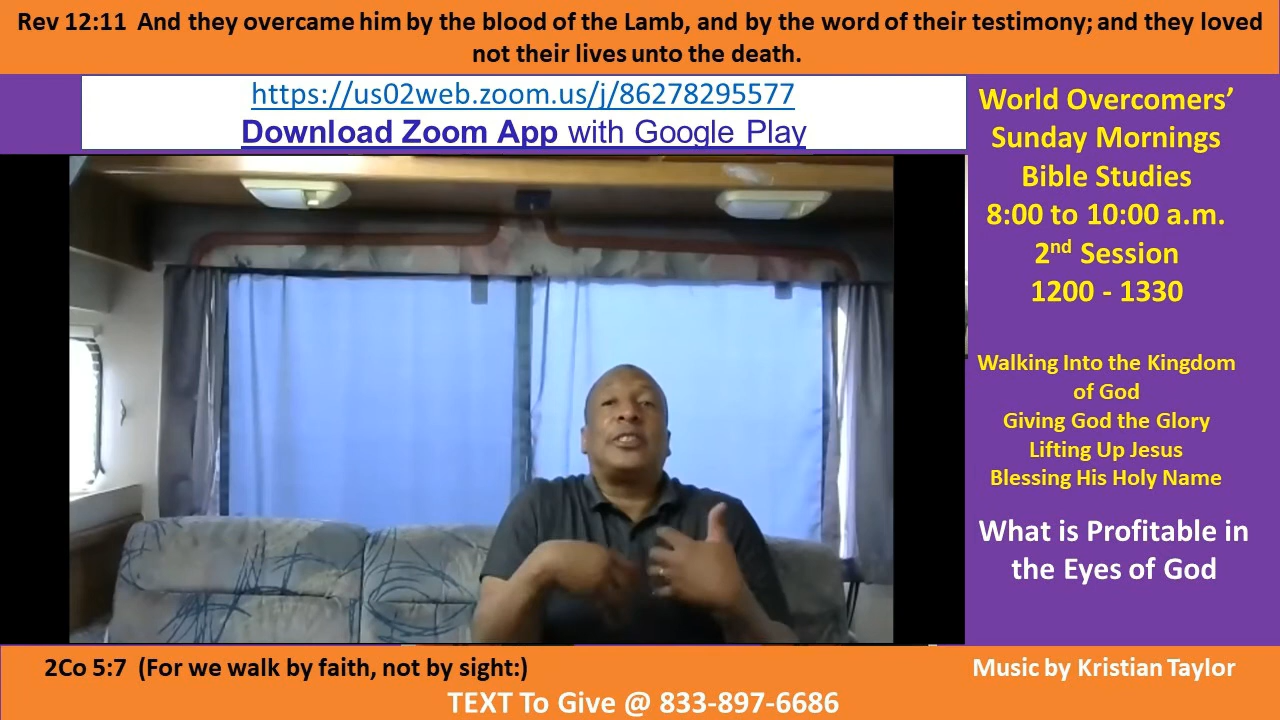 Rev 12:11  And they overcame him by the blood of the Lamb, and by the word of their testimony; and they loved
not their lives unto the death.
https://us02web.zoom.us/j/86278295577
Download Zoom App with Google Play
World Overcomers’
Sunday Mornings
Bible Studies
8:00 to 10:00 a.m.
2nd Session
1200 - 1330
Walking Into the Kingdom
of God
Giving God the Glory
Lifting Up Jesus
Blessing His Holy Name
What is Profitable in
the Eyes of God
2Co 5:7  (For we walk by faith, not by sight:)
Music by Kristian Taylor
TEXT To Give @ 833-897-6686